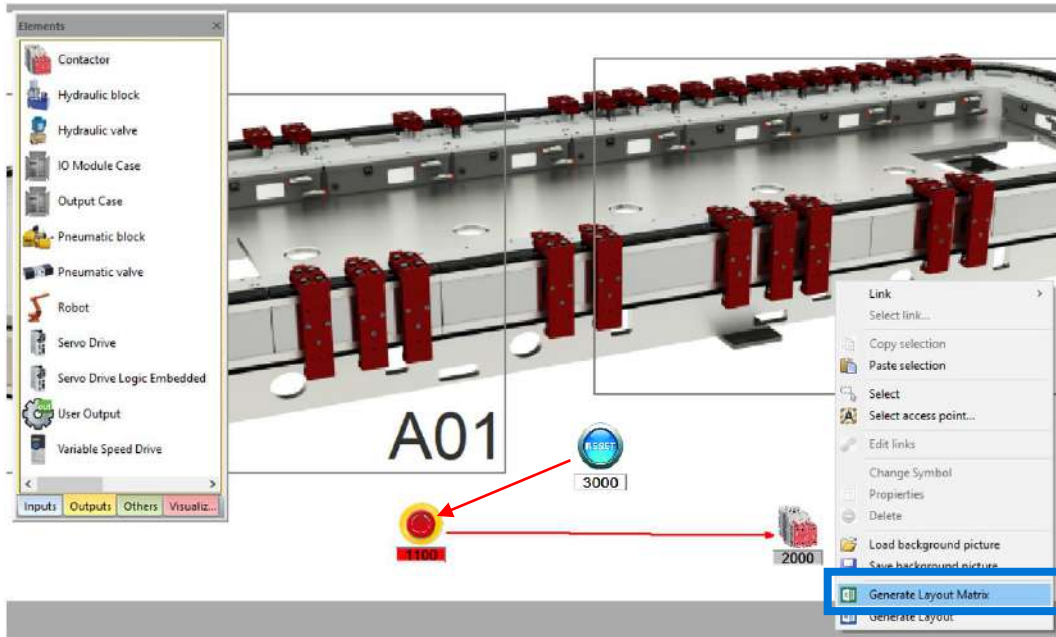 Elements
Contactor
Hydraulic block
Hydraulic valve
IO Module Case
Output Case
Pneumatic block
Pneumatic valve
Robot
Servo Drive
Servo Drive Logic Embedded
User Output
Variable Speed Drive
Inputs Outputs Others Visualiz...
A01
RESET
3000
1100
2000
Link
Select link...
Copy selection
Paste selection
Select
Select access point...
Edit links
Change Symbol
Propierties
Delete
Load background picture
Save background picture
Generate Layout Matrix
Generate Layout